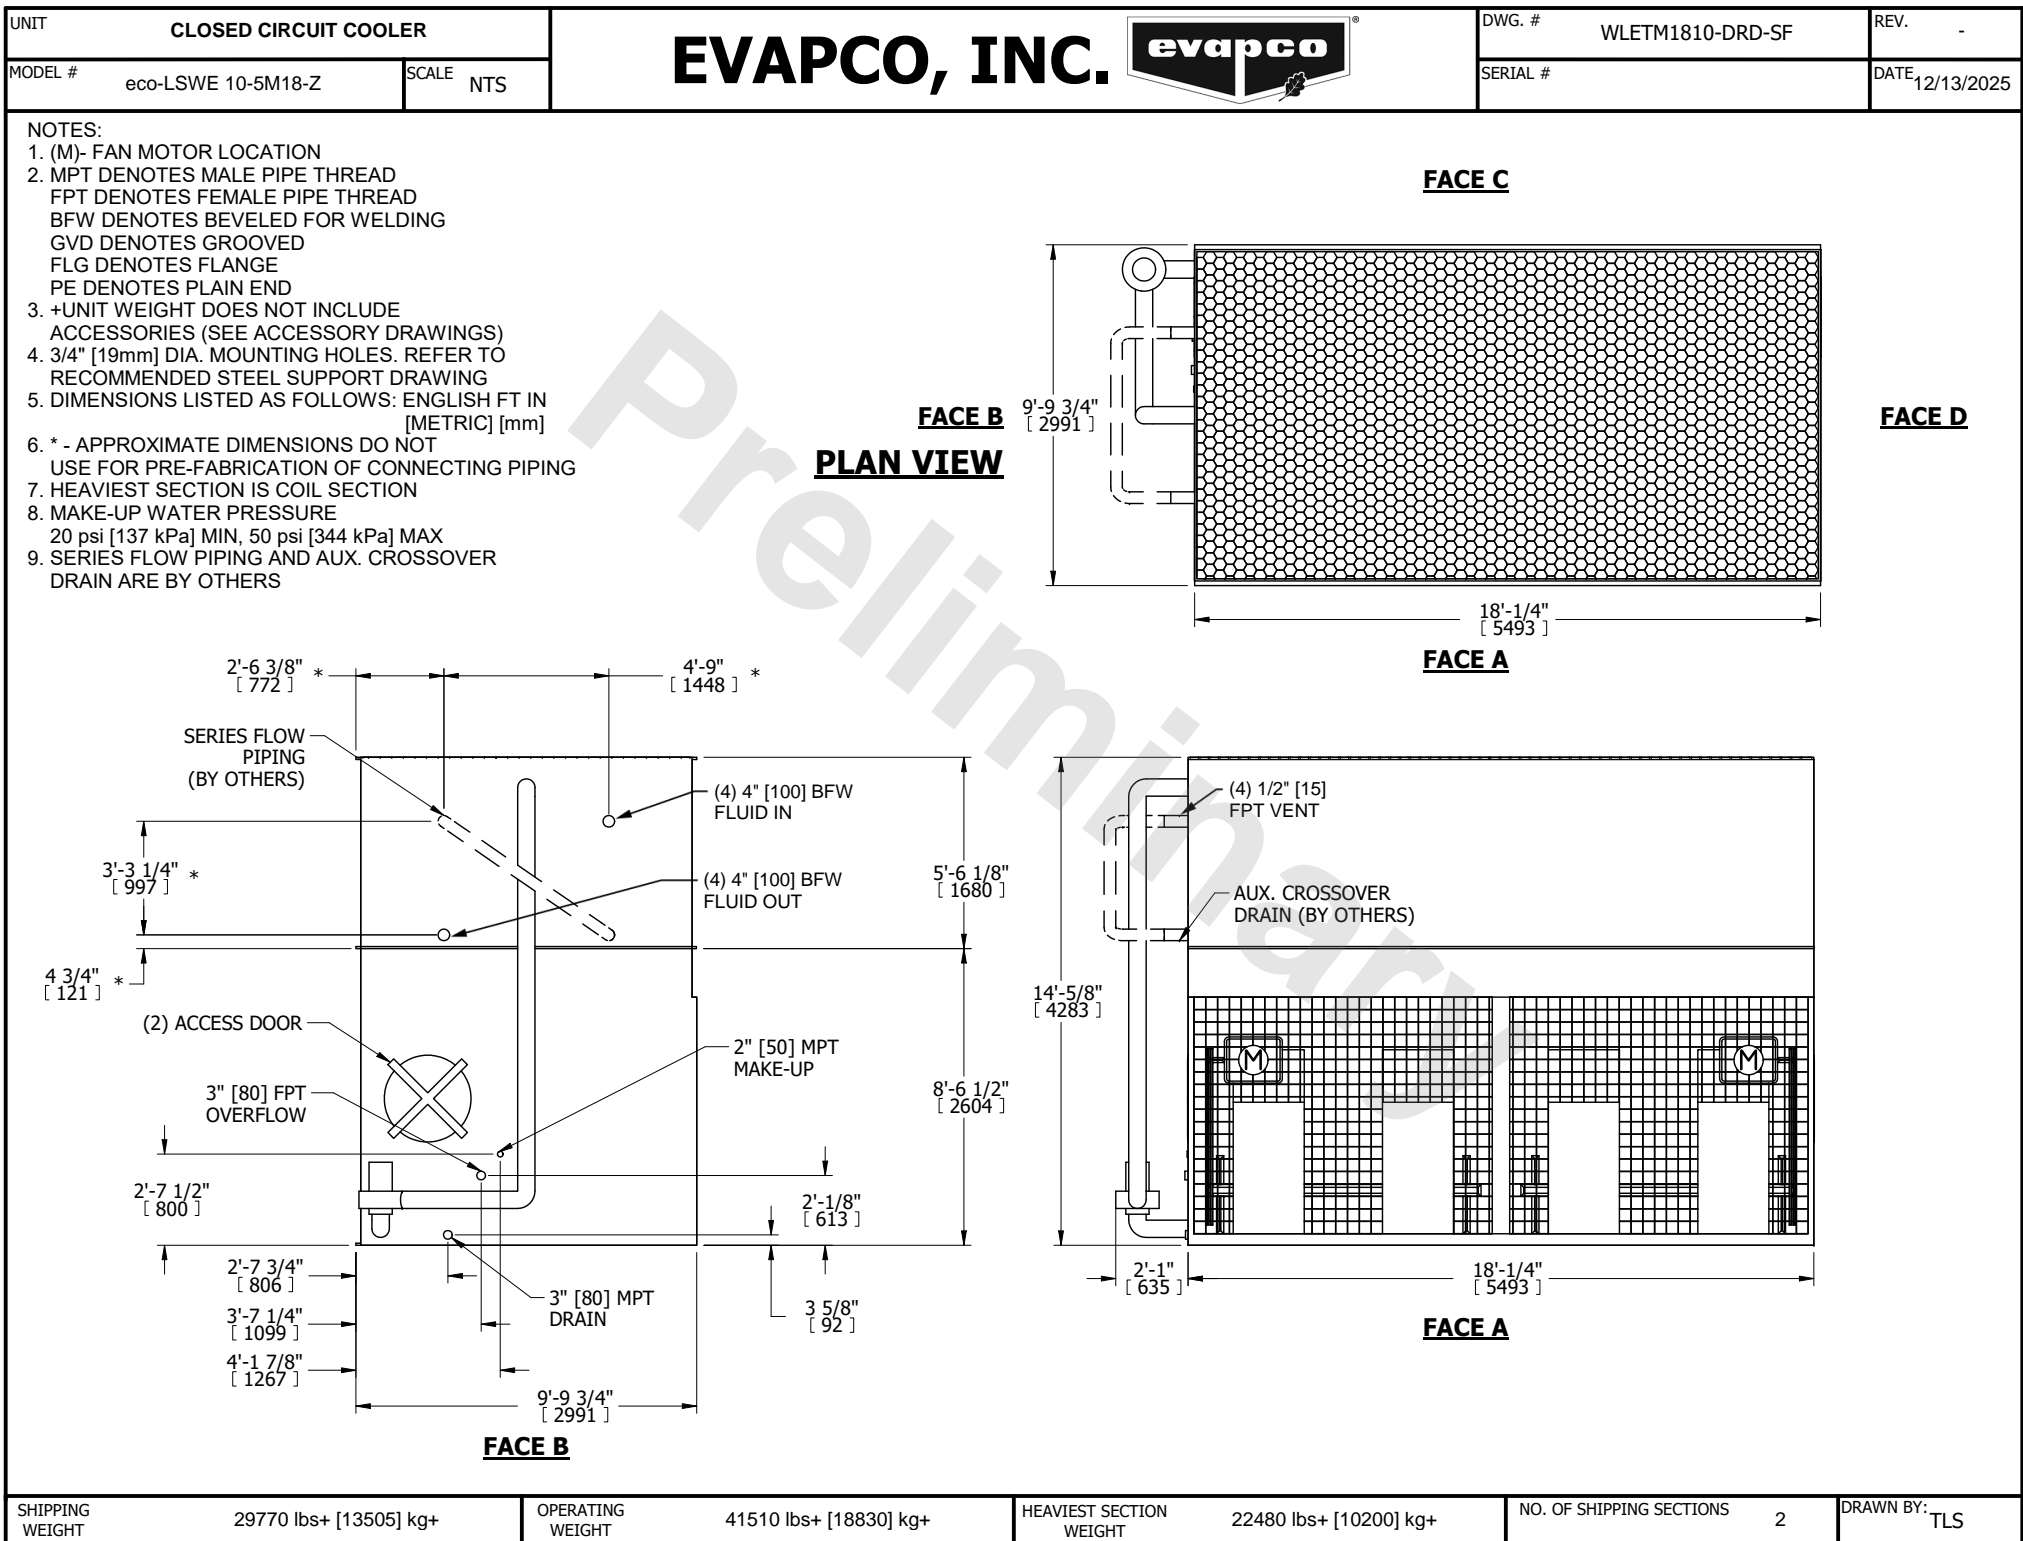 UNIT
CLOSED CIRCUIT COOLER
MODEL #
eco-LSWE 10-5M18-Z
SCALE
NTS
EVAPCO, INC.
evapco
®
DWG. #
WLETM1810-DRD-SF
REV.
-
SERIAL #
DATE
12/13/2025
NOTES:
1. (M)- FAN MOTOR LOCATION
2. MPT DENOTES MALE PIPE THREAD
FPT DENOTES FEMALE PIPE THREAD
BFW DENOTES BEVELED FOR WELDING
GVD DENOTES GROOVED
FLG DENOTES FLANGE
PE DENOTES PLAIN END
3. +UNIT WEIGHT DOES NOT INCLUDE
ACCESSORIES (SEE ACCESSORY DRAWINGS)
4. 3/4" [19mm] DIA. MOUNTING HOLES. REFER TO
RECOMMENDED STEEL SUPPORT DRAWING
5. DIMENSIONS LISTED AS FOLLOWS: ENGLISH FT IN
[METRIC] [mm]
6. * - APPROXIMATE DIMENSIONS DO NOT
USE FOR PRE-FABRICATION OF CONNECTING PIPING
7. HEAVIEST SECTION IS COIL SECTION
8. MAKE-UP WATER PRESSURE
20 psi [137 kPa] MIN, 50 psi [344 kPa] MAX
9. SERIES FLOW PIPING AND AUX. CROSSOVER
DRAIN ARE BY OTHERS
Preliminary
FACE C
FACE B
PLAN VIEW
9'-9 3/4"
[ 2991 ]
FACE D
18'-1/4"
[ 5493 ]
FACE A
2'-6 3/8" *
[ 772 ]
4'-9" *
[ 1448 ]
SERIES FLOW
PIPING
(BY OTHERS)
(4) 4" [100] BFW
FLUID IN
3'-3 1/4" *
[ 997 ]
(4) 4" [100] BFW
FLUID OUT
5'-6 1/8"
[ 1680 ]
4 3/4" *
[ 121 ]
(2) ACCESS DOOR
2" [50] MPT
MAKE-UP
3" [80] FPT
OVERFLOW
8'-6 1/2"
[ 2604 ]
2'-7 1/2"
[ 800 ]
2'-1/8"
[ 613 ]
2'-7 3/4"
[ 806 ]
3" [80] MPT
DRAIN
3 5/8"
[ 92 ]
3'-7 1/4"
[ 1099 ]
4'-1 7/8"
[ 1267 ]
9'-9 3/4"
[ 2991 ]
FACE B
(4) 1/2" [15]
FPT VENT
AUX. CROSSOVER
DRAIN (BY OTHERS)
14'-5/8"
[ 4283 ]
M
M
2'-1"
[ 635 ]
18'-1/4"
[ 5493 ]
FACE A
SHIPPING
WEIGHT
29770 lbs+ [13505] kg+
OPERATING
WEIGHT
41510 lbs+ [18830] kg+
HEAVIEST SECTION
WEIGHT
22480 lbs+ [10200] kg+
NO. OF SHIPPING SECTIONS
2
DRAWN BY:
TLS